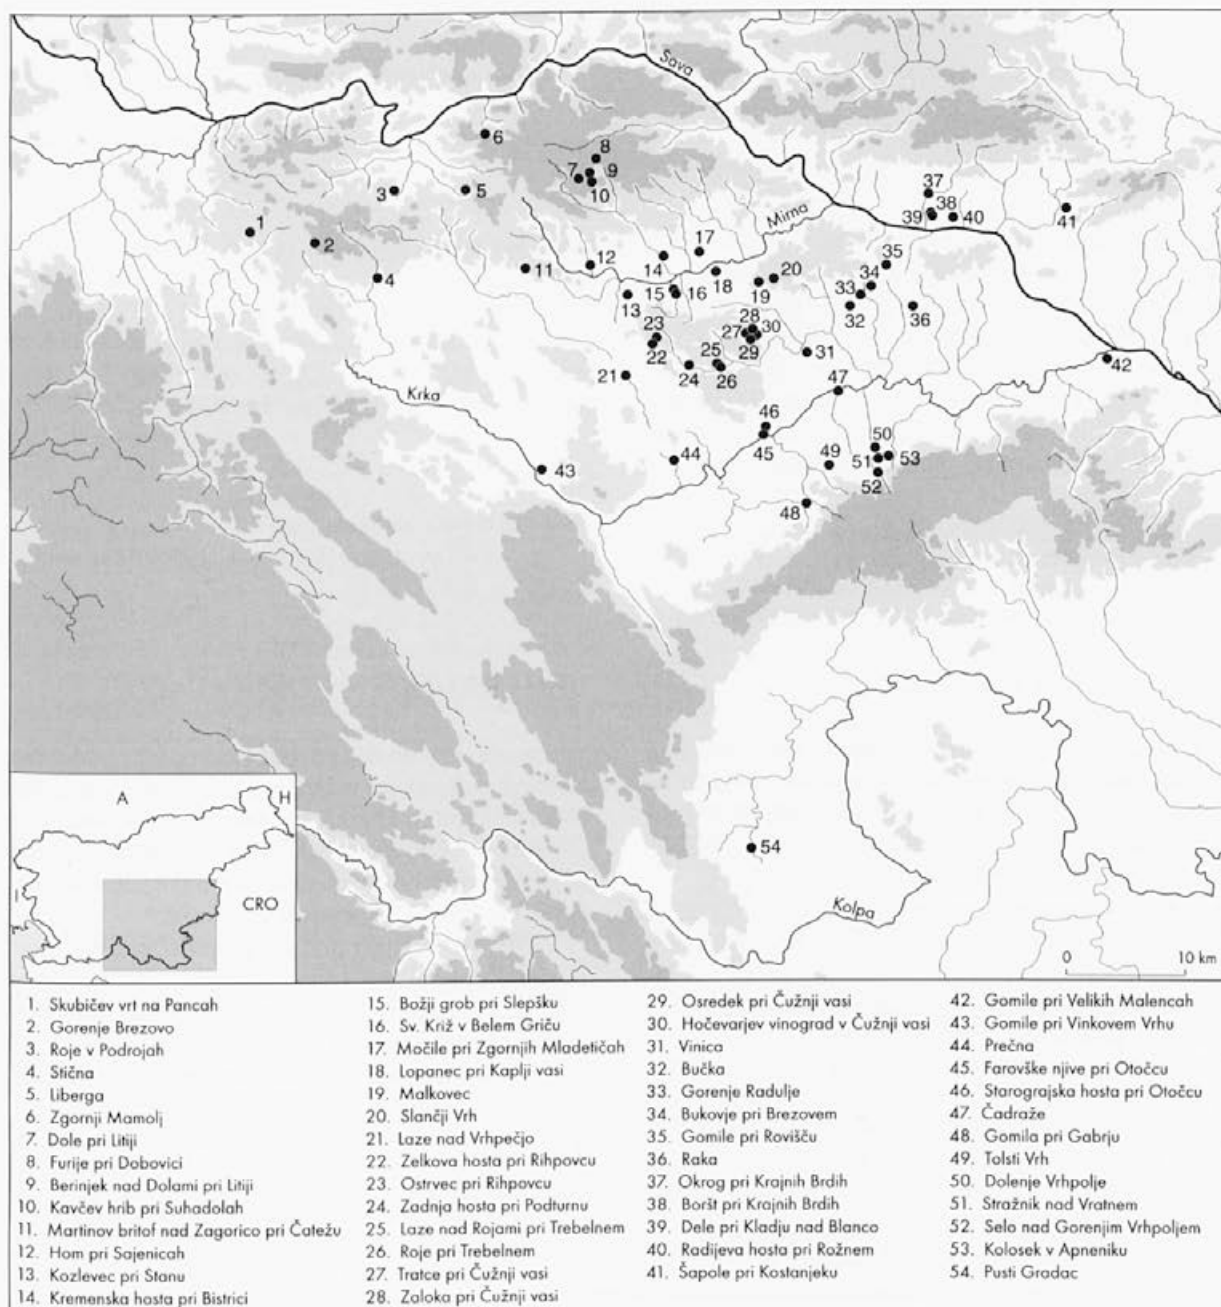 Sava
6
8
7
9
10
3
5
37
38
39
40
41
1
2
Mirna
17
12
14
11
4
18
20
19
35
34
33
32
36
15
16
13
28
27
30
29
23
22
31
25
24
26
21
42
Krka
47
46
45
44
43
50
49
51
53
52
48
54
Kolpa
A
H
I
CRO
0
10 km
1. Skubičev vrt na Pancah
2. Gorenje Brezovo
3. Roje v Podrojah
4. Stična
5. Liberga
6. Zgornji Mamolj
7. Dole pri Litiji
8. Furije pri Dobovici
9. Berinjek nad Dolami pri Litiji
10. Kavčev hrib pri Suhadolah
11. Martinov britof nad Zagorico pri Čatežu
12. Hom pri Sajenicah
13. Kozlevec pri Stanu
14. Kremenska hosta pri Bistrici
15. Božji grob pri Slepšku
16. Sv. Križ v Belem Griču
17. Močile pri Zgornjih Mladetičah
18. Lopanec pri Kaplji vasi
19. Malkovec
20. Slančji Vrh
21. Laze nad Vrhpečjo
22. Zelkova hosta pri Rihpovcu
23. Ostrvec pri Rihpovcu
24. Zadnja hosta pri Podturnu
25. Laze nad Rojami pri Trebelnem
26. Roje pri Trebelnem
27. Tratce pri Čužnji vasi
28. Zaloka pri Čužnji vasi
29. Osredek pri Čužnji vasi
30. Hočevarjev vinograd v Čužnji vasi
31. Vinica
32. Bučka
33. Gorenje Radulje
34. Bukovje pri Brezovem
35. Gomile pri Rovišču
36. Raka
37. Okrog pri Krajnih Brdih
38. Boršt pri Krajnih Brdih
39. Dele pri Kladju nad Blanco
40. Radijeva hosta pri Rožnem
41. Šapole pri Kostanjeku
42. Gomile pri Velikih Malencah
43. Gomile pri Vinkovem Vrhu
44. Prečna
45. Farovške njive pri Otočcu
46. Starograjska hosta pri Otočcu
47. Čadraže
48. Gomila pri Gabrju
49. Tolsti Vrh
50. Dolenje Vrhpolje
51. Stražnik nad Vratnem
52. Selo nad Gorenjim Vrhpoljem
53. Kolosek v Apneniku
54. Pusti Gradac